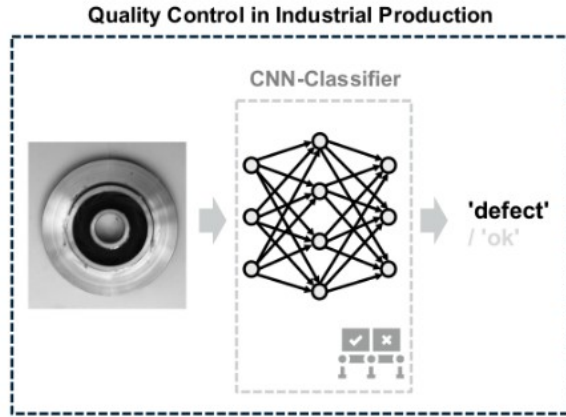 Quality Control in Industrial Production
CNN-Classifier
'defect'
/ 'ok'